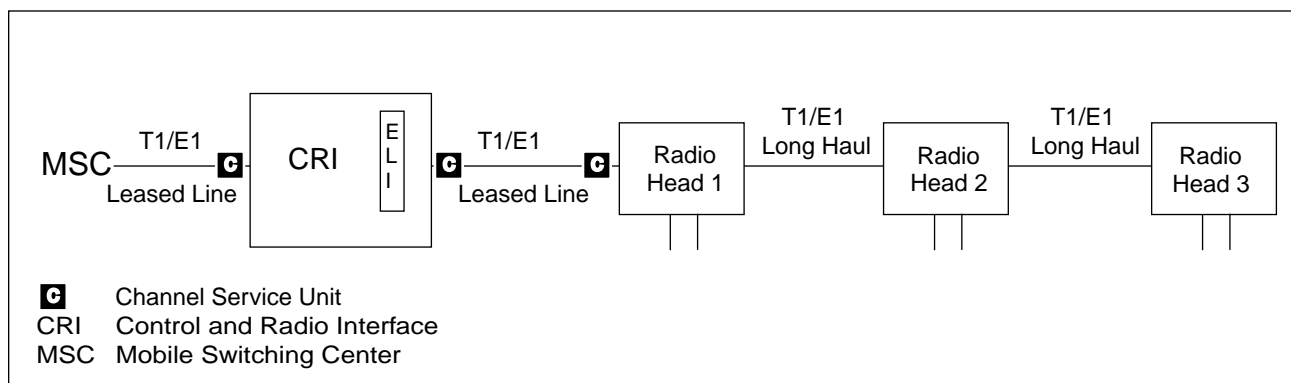 MSC
T1/E1
Leased Line
C
CRI
E
L
I
C
T1/E1
Leased Line
C
Radio
Head 1
T1/E1
Long Haul
Radio
Head 2
T1/E1
Long Haul
Radio
Head 3
C Channel Service Unit
CRI Control and Radio Interface
MSC Mobile Switching Center